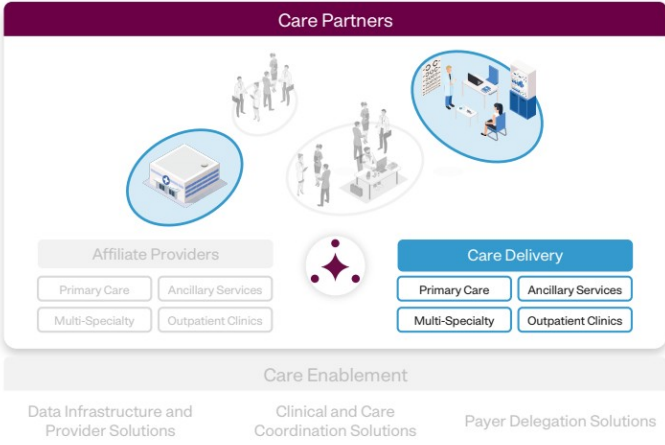 Care Partners
Affiliate Providers
Primary Care
Ancillary Services
Multi-Specialty
Outpatient Clinics
Care Delivery
Primary Care
Ancillary Services
Multi-Specialty
Outpatient Clinics
Care Enablement
Data Infrastructure and
Provider Solutions
Clinical and Care
Coordination Solutions
Payer Delegation Solutions